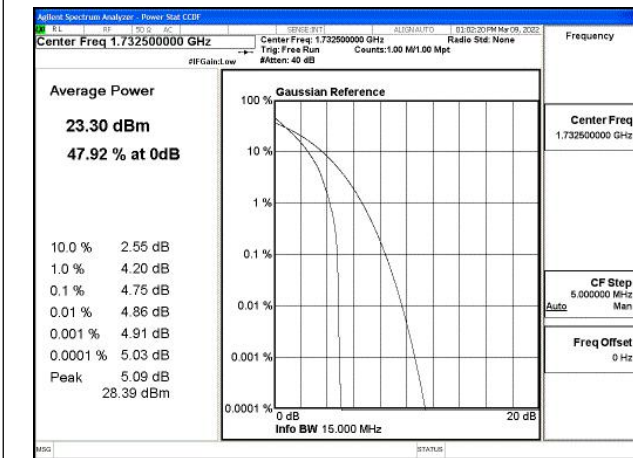 Agilent Spectrum Analyzer - Power Stat CCDF
RL RF 50 Ω AC SENSE:INT ALIGN AUTO 01:02:20 PM Mar 09, 2022
Center Freq 1.732500000 GHz
Center Freq: 1.732500000 GHz Radio Std: None
Trig: Free Run Counts:1.00 M/1.00 Mpt
#IFGain:Low #Atten: 40 dB
Frequency
Average Power
23.30 dBm
47.92 % at 0dB
10.0 % 2.55 dB
1.0 % 4.20 dB
0.1 % 4.75 dB
0.01 % 4.86 dB
0.001 % 4.91 dB
0.0001 % 5.03 dB
Peak 5.09 dB
28.39 dBm
Gaussian Reference
100 %
10 %
1 %
0.1 %
0.01 %
0.001 %
0.0001 %
0 dB 20 dB
Info BW 15.000 MHz
Center Freq
1.732500000 GHz
CF Step
5.000000 MHz
Auto Man
Freq Offset
0 Hz
MSG STATUS